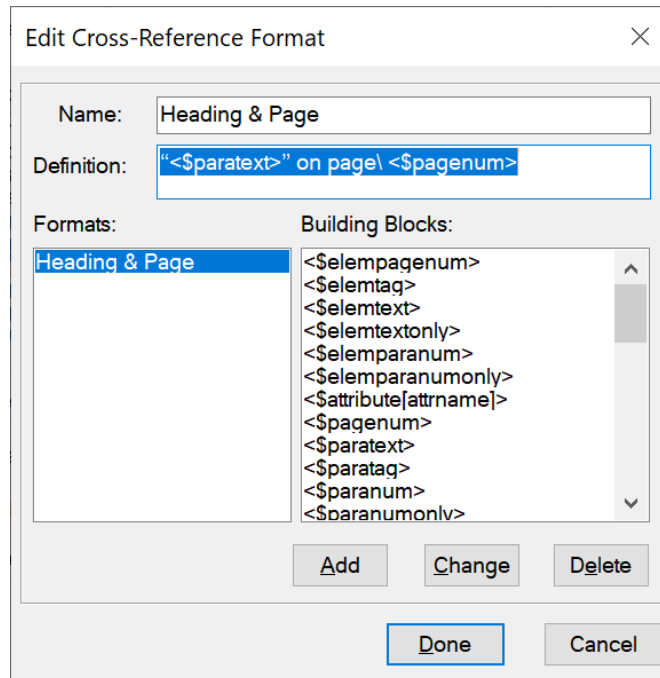 Edit Cross-Reference Format
Name: Heading & Page
Definition: “<$paratext>” on page\ <$pagenum>
Formats: Building Blocks:
Heading & Page
<$elempagenum>
<$elemtag>
<$elemtext>
<$elemtextonly>
<$elemparanum>
<$elemparanumonly>
<$attribute[attrname]>
<$pagenum>
<$paratext>
<$paratag>
<$paranum>
<$paranumonly>
Add Change Delete
Done Cancel